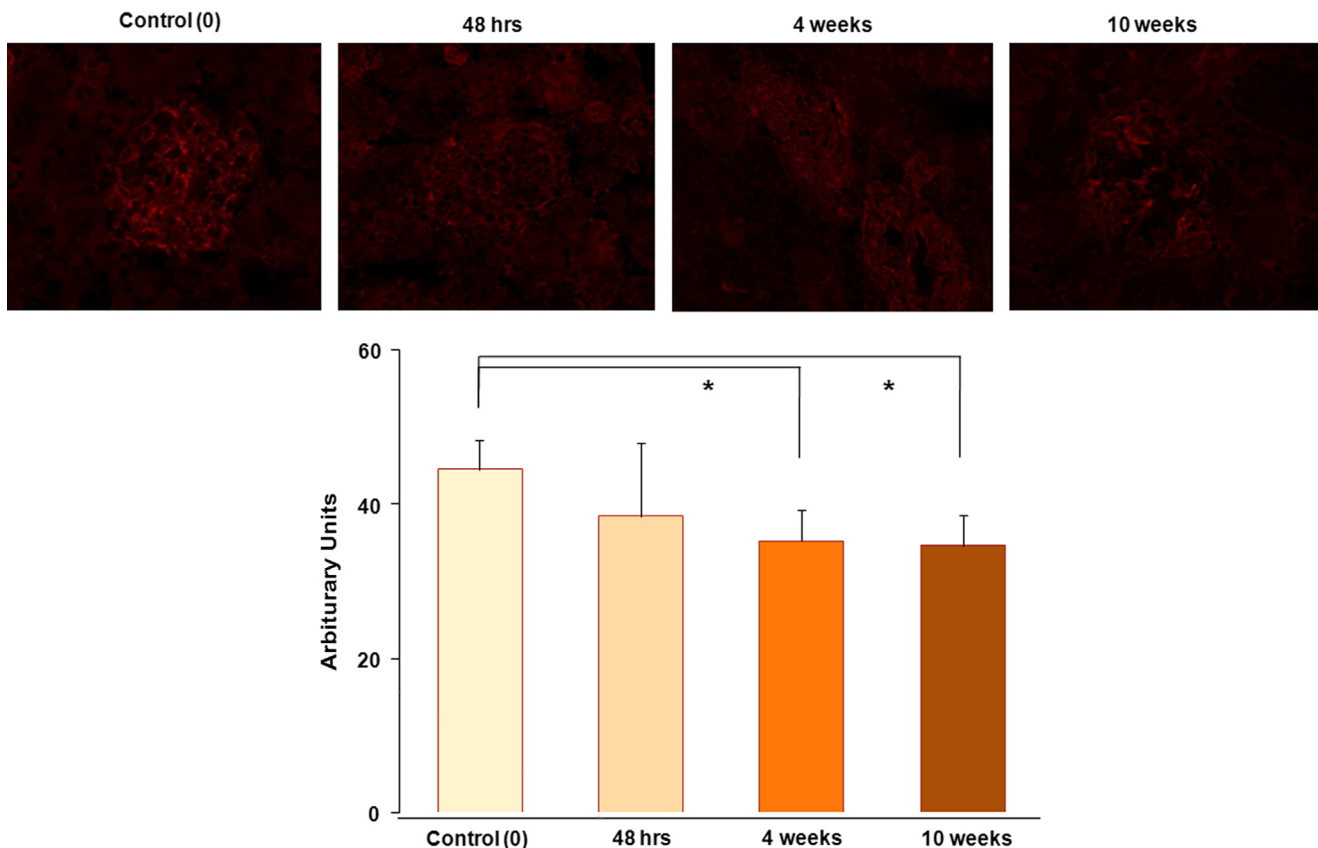 Control (0) 48 hrs 4 weeks 10 weeks
60
* *
40
Arbiturary Units
20
0
Control (0) 48 hrs 4 weeks 10 weeks